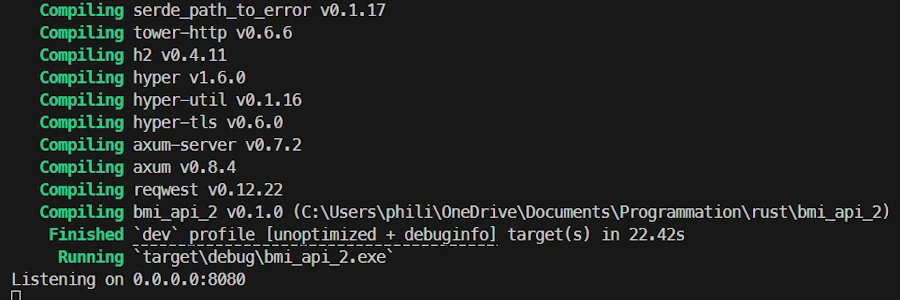 Compiling serde_path_to_error v0.1.17
Compiling tower-http v0.6.6
Compiling h2 v0.4.11
Compiling hyper v1.6.0
Compiling hyper-util v0.1.16
Compiling hyper-tls v0.6.0
Compiling axum-server v0.7.2
Compiling axum v0.8.4
Compiling reqwest v0.12.22
Compiling bmi_api_2 v0.1.0 (C:\Users\phili\OneDrive\Documents\Programmation\rust\bmi_api_2)
Finished `dev` profile [unoptimized + debuginfo] target(s) in 22.42s
Running `target\debug\bmi_api_2.exe`
Listening on 0.0.0.0:8080